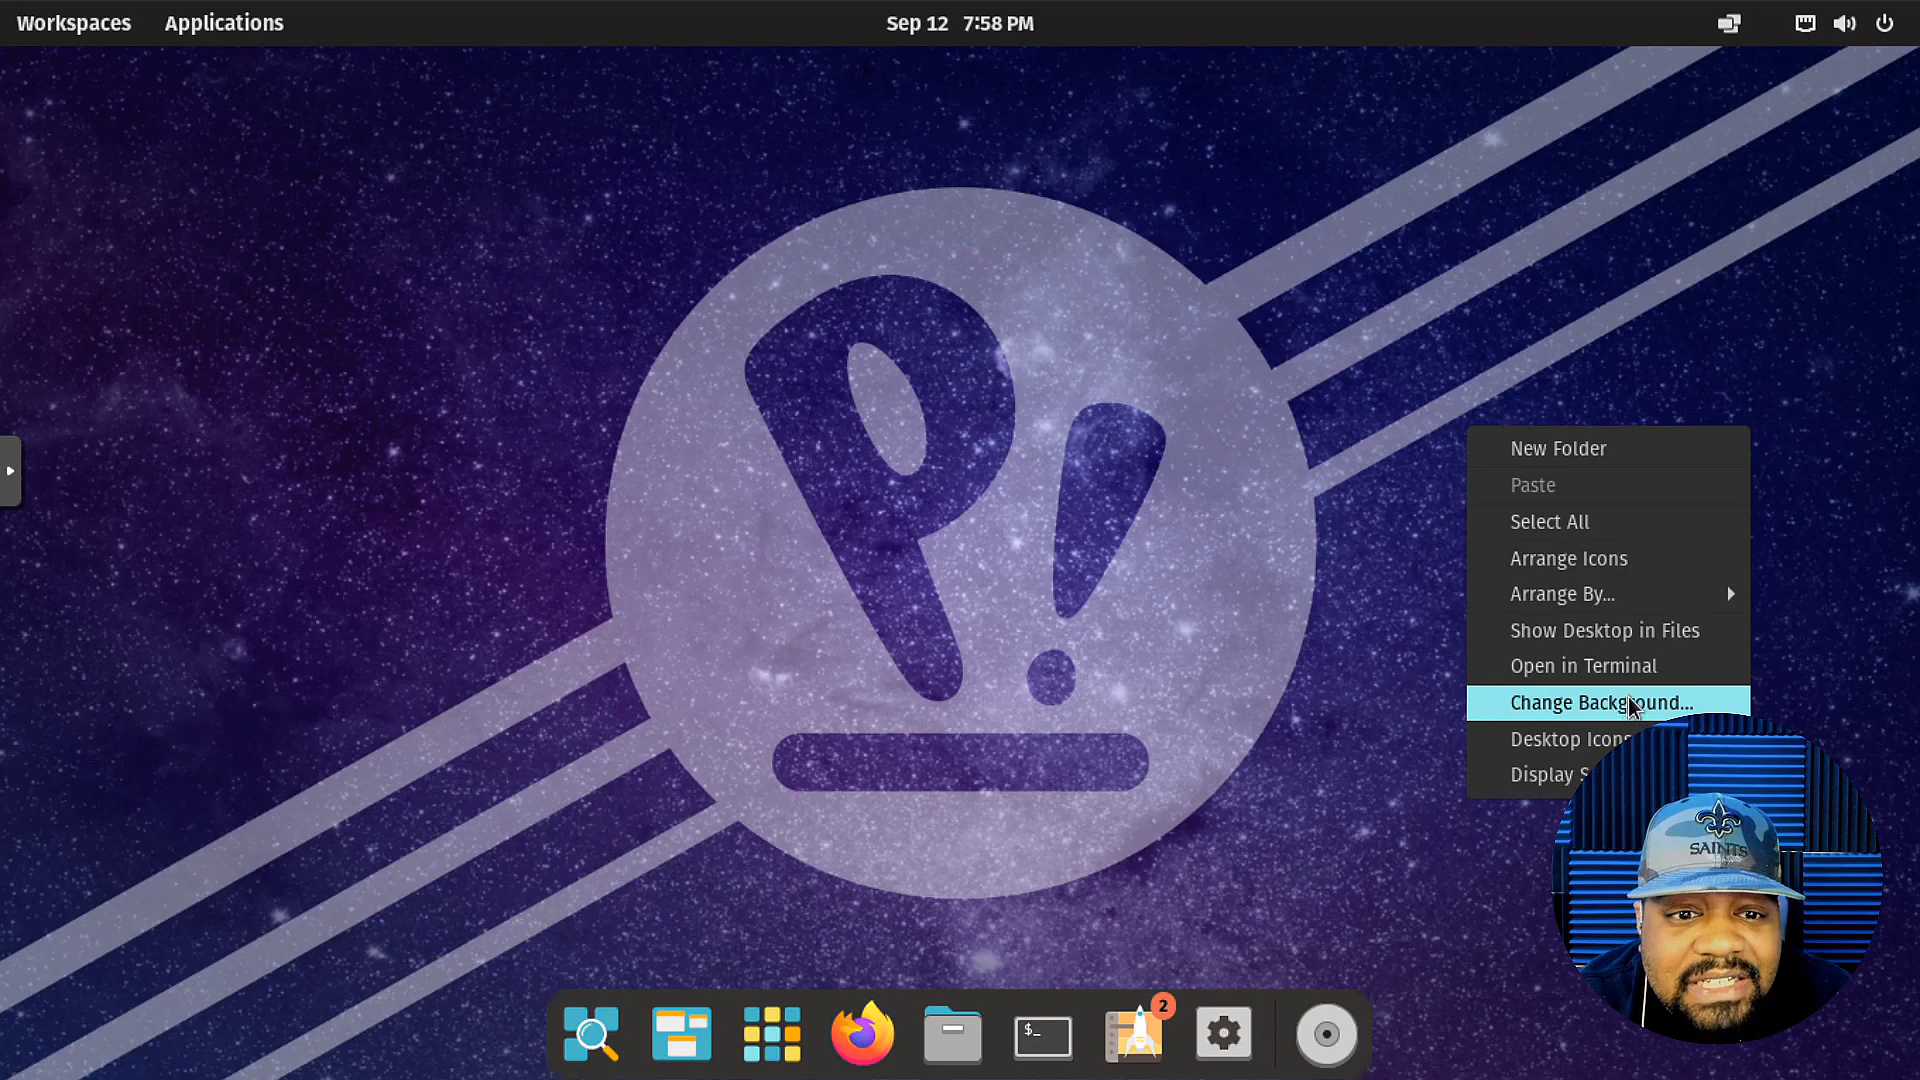 Workspaces Applications Sep 12 7:58 PM
P!
New Folder
Paste
Select All
Arrange Icons
Arrange By...
Show Desktop in Files
Open in Terminal
Change Background...
Desktop Icons
Display
SAINTS
$_
2